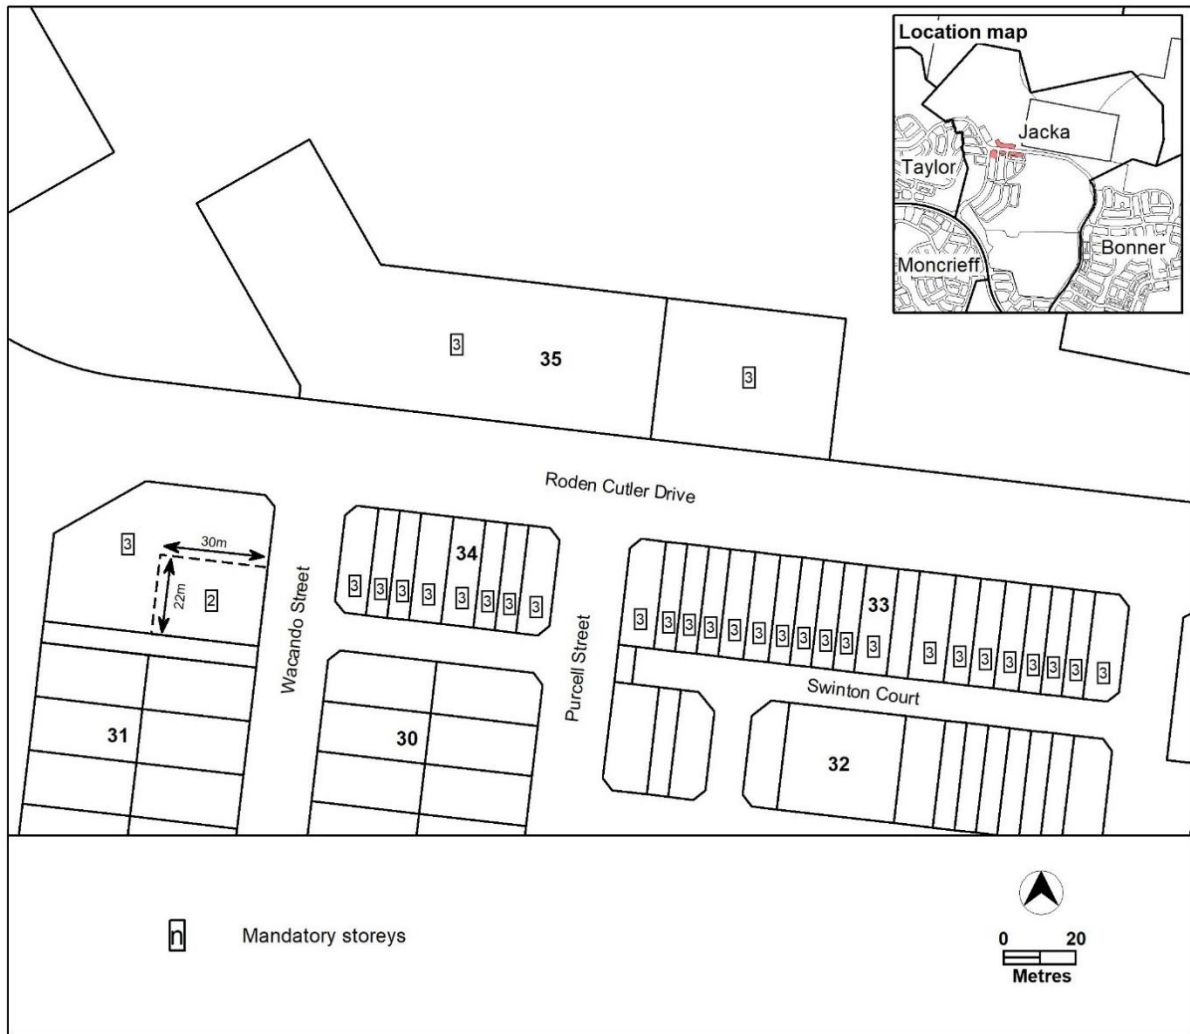 Location map
Jacka
Taylor
Bonner
Moncrieff
3
35
3
Roden Cutler Drive
3
30m
22m
2
Wacando Street
34
3 3 3 3 3 3 3 3
Purcell Street
33
3 3 3 3 3 3 3 3 3 3 3 3 3 3 3 3 3 3 3
Swinton Court
31
30
32
n Mandatory storeys
0 20
Metres